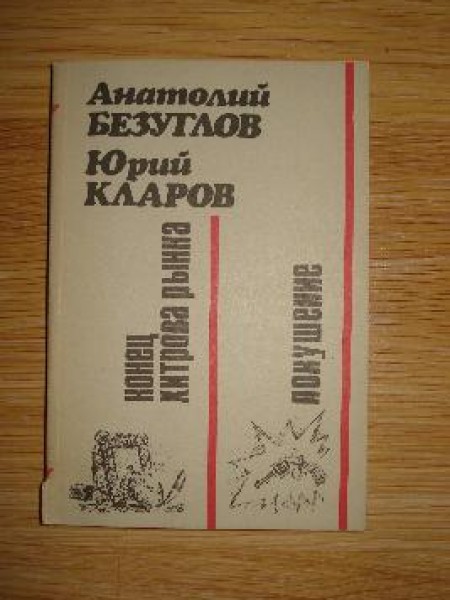 Анатолий
БЕЗУГЛОВ
Юрий
КЛАРОВ
конец
хитрова рынка
покушение